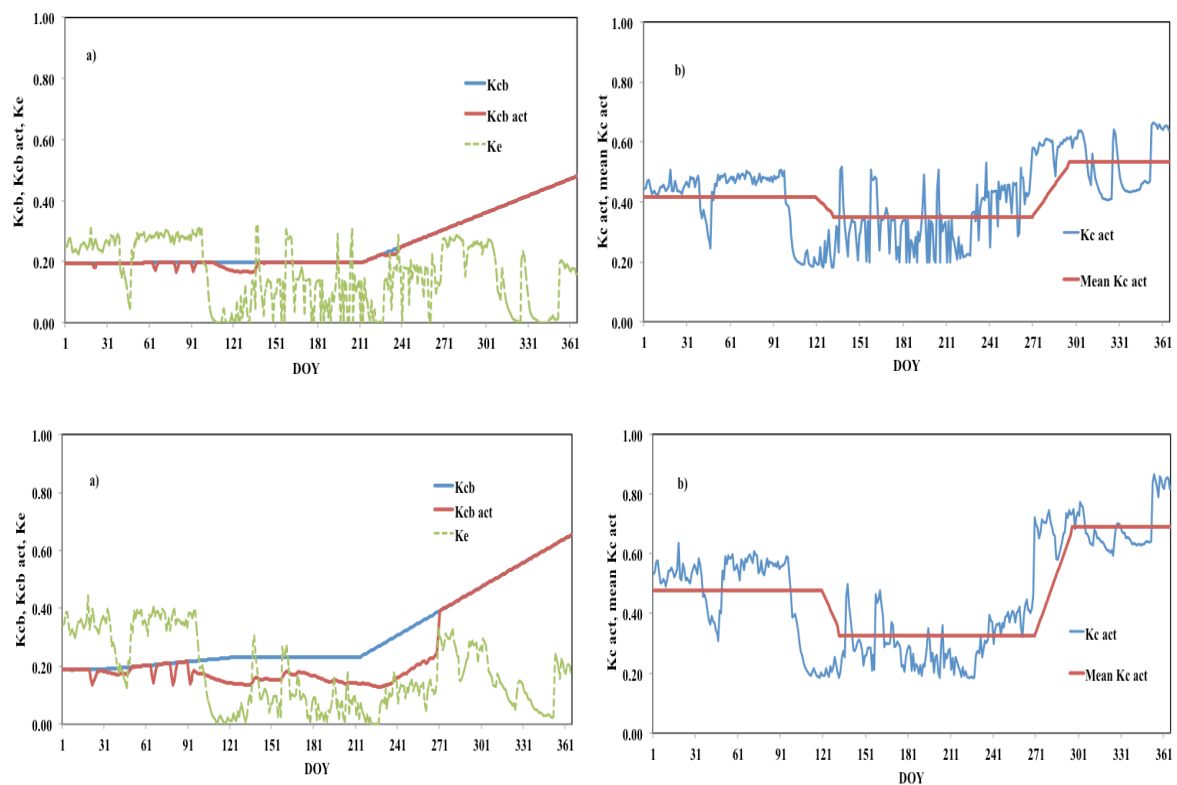 1.00
0.80
0.60
0.40
0.20
0.00
Kcb, Kcb act, Ke
a)
Kcb
Kcb act
Ke
1 31 61 91 121 151 181 211 241 271 301 331 361
DOY
1.00
0.80
0.60
0.40
0.20
0.00
Kc act, mean Kc act
b)
Kc act
Mean Kc act
1 31 61 91 121 151 181 211 241 271 301 331 361
DOY
1.00
0.80
0.60
0.40
0.20
0.00
Kcb, Kcb act, Ke
a)
Kcb
Kcb act
Ke
1 31 61 91 121 151 181 211 241 271 301 331 361
DOY
1.00
0.80
0.60
0.40
0.20
0.00
Kc act, mean Kc act
b)
Kc act
Mean Kc act
1 31 61 91 121 151 181 211 241 271 301 331 361
DOY